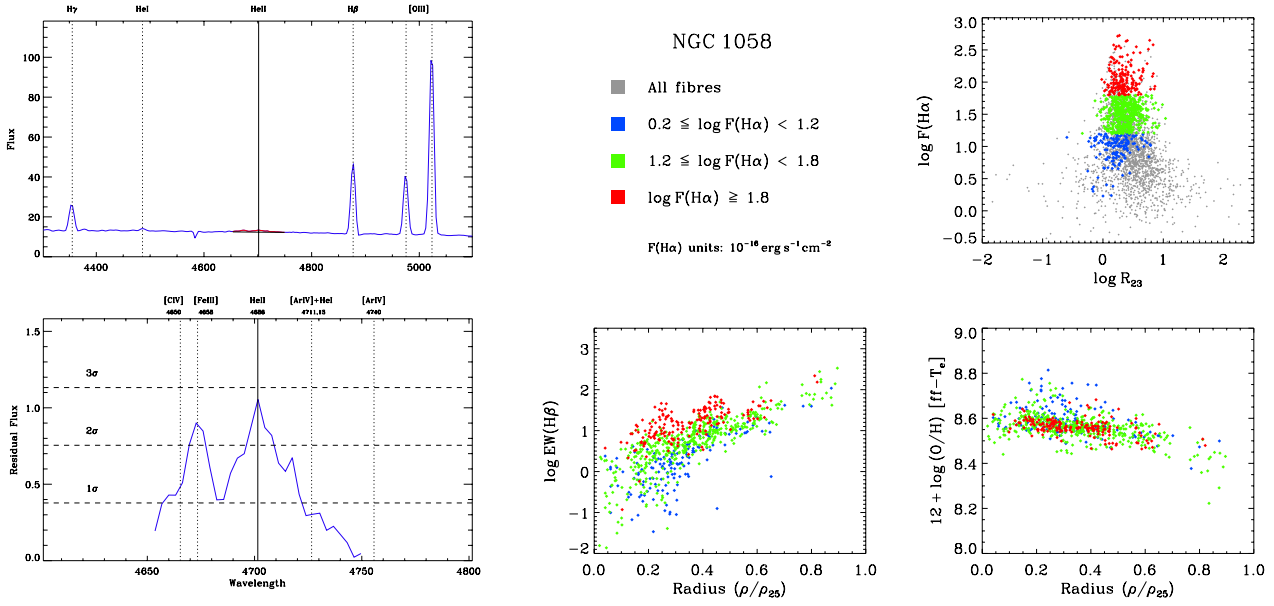 Hγ HeI HeII Hβ [OIII]
100
80
60
40
20
0
Flux
4400 4600 4800 5000
[CIV] [FeIII] HeII [ArIV]+HeI [ArIV]
4650 4658 4686 4711,15 4740
1.5
1.0
0.5
0.0
3σ
2σ
1σ
Residual Flux
4650 4700 4750 4800
Wavelength
NGC 1058
All fibres
0.2 ≦ log F(Hα) < 1.2
1.2 ≦ log F(Hα) < 1.8
log F(Hα) ≧ 1.8
F(Hα) units: 10⁻¹⁶ erg s⁻¹ cm⁻²
3.0
2.5
2.0
1.5
1.0
0.5
0.0
−0.5
log F(Hα)
−2 −1 0 1 2
log R₂₃
3
2
1
0
−1
−2
log EW(Hβ)
0.0 0.2 0.4 0.6 0.8 1.0
Radius (ρ/ρ₂₅)
9.0
8.8
8.6
8.4
8.2
8.0
12 + log (O/H) [ff−Tₑ]
0.0 0.2 0.4 0.6 0.8 1.0
Radius (ρ/ρ₂₅)